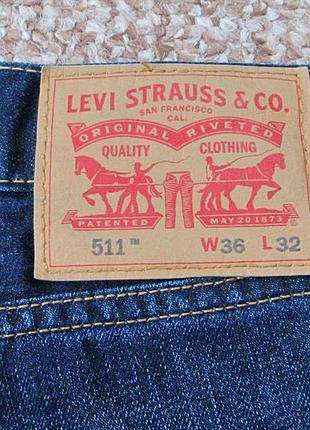 LEVI STRAUSS & CO.
SAN FRANCISCO
CAL.
ORIGINAL RIVETED
QUALITY CLOTHING
PATENTED MAY 20 1873
511™ W36 L32